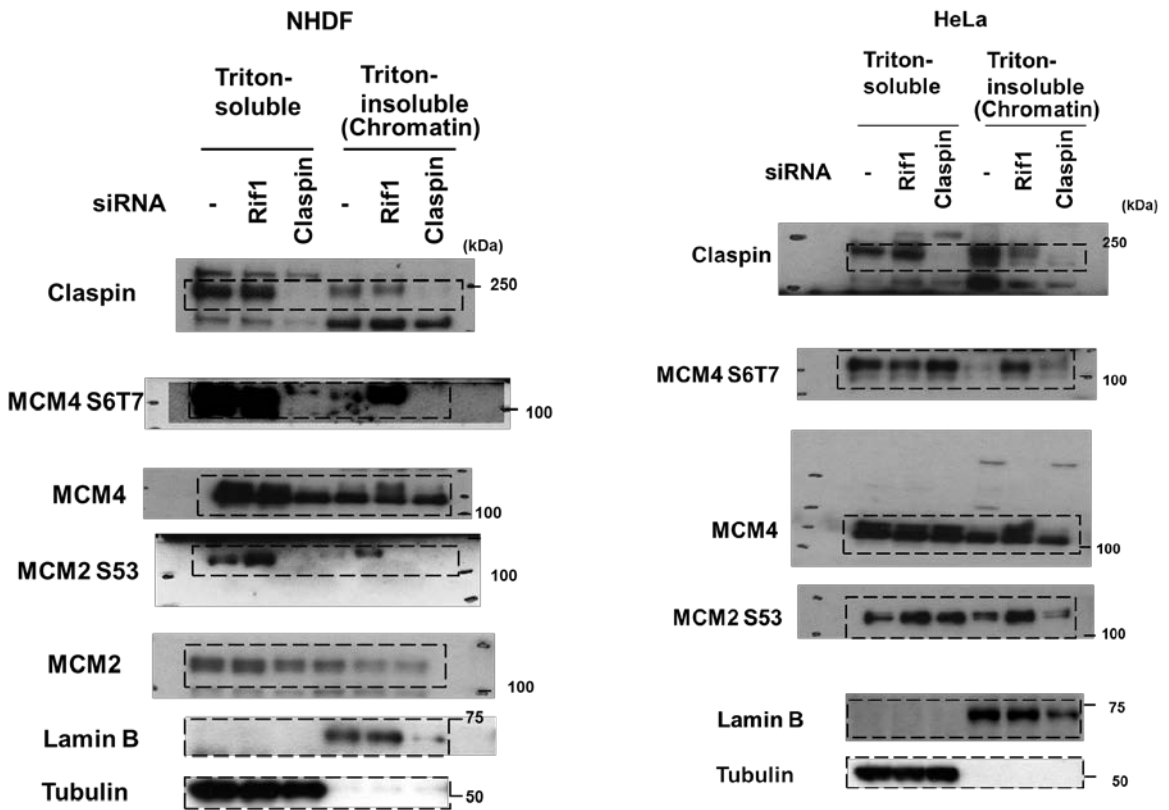 NHDF
Triton-
soluble
Triton-
insoluble
(Chromatin)
siRNA
-
Rif1
Claspin
-
Rif1
Claspin
(kDa)
Claspin
250
MCM4 S6T7
100
MCM4
100
MCM2 S53
100
MCM2
100
Lamin B
75
Tubulin
50
HeLa
Triton-
soluble
Triton-
insoluble
(Chromatin)
siRNA
-
Rif1
Claspin
-
Rif1
Claspin
(kDa)
Claspin
250
MCM4 S6T7
100
MCM4
100
MCM2 S53
100
Lamin B
75
Tubulin
50